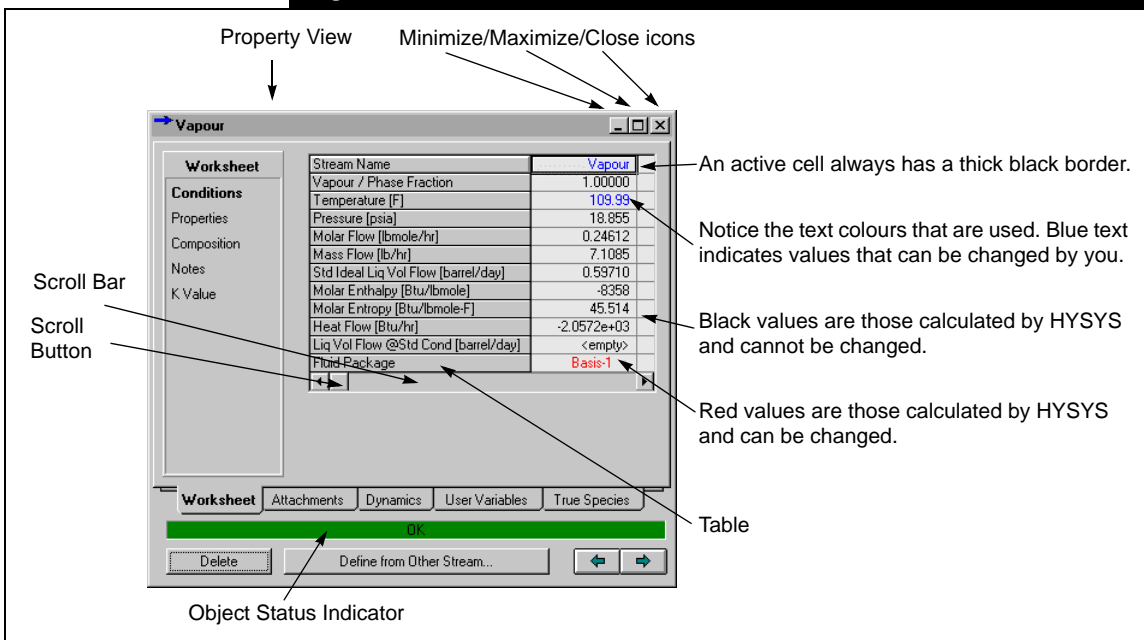 Property View
Minimize/Maximize/Close icons
Vapour
Worksheet
Conditions
Properties
Composition
Notes
K Value
Stream Name Vapour
Vapour / Phase Fraction 1.00000
Temperature [F] 109.99
Pressure [psia] 18.855
Molar Flow [lbmole/hr] 0.24612
Mass Flow [lb/hr] 7.1085
Std Ideal Liq Vol Flow [barrel/day] 0.59710
Molar Enthalpy [Btu/lbmole] -8358
Molar Entropy [Btu/lbmole-F] 45.514
Heat Flow [Btu/hr] -2.0572e+03
Liq Vol Flow @Std Cond [barrel/day] <empty>
Fluid Package Basis-1
An active cell always has a thick black border.
Notice the text colours that are used. Blue text
indicates values that can be changed by you.
Black values are those calculated by HYSYS
and cannot be changed.
Red values are those calculated by HYSYS
and can be changed.
Scroll Bar
Scroll
Button
Worksheet Attachments Dynamics User Variables True Species
Table
OK
Delete Define from Other Stream...
Object Status Indicator